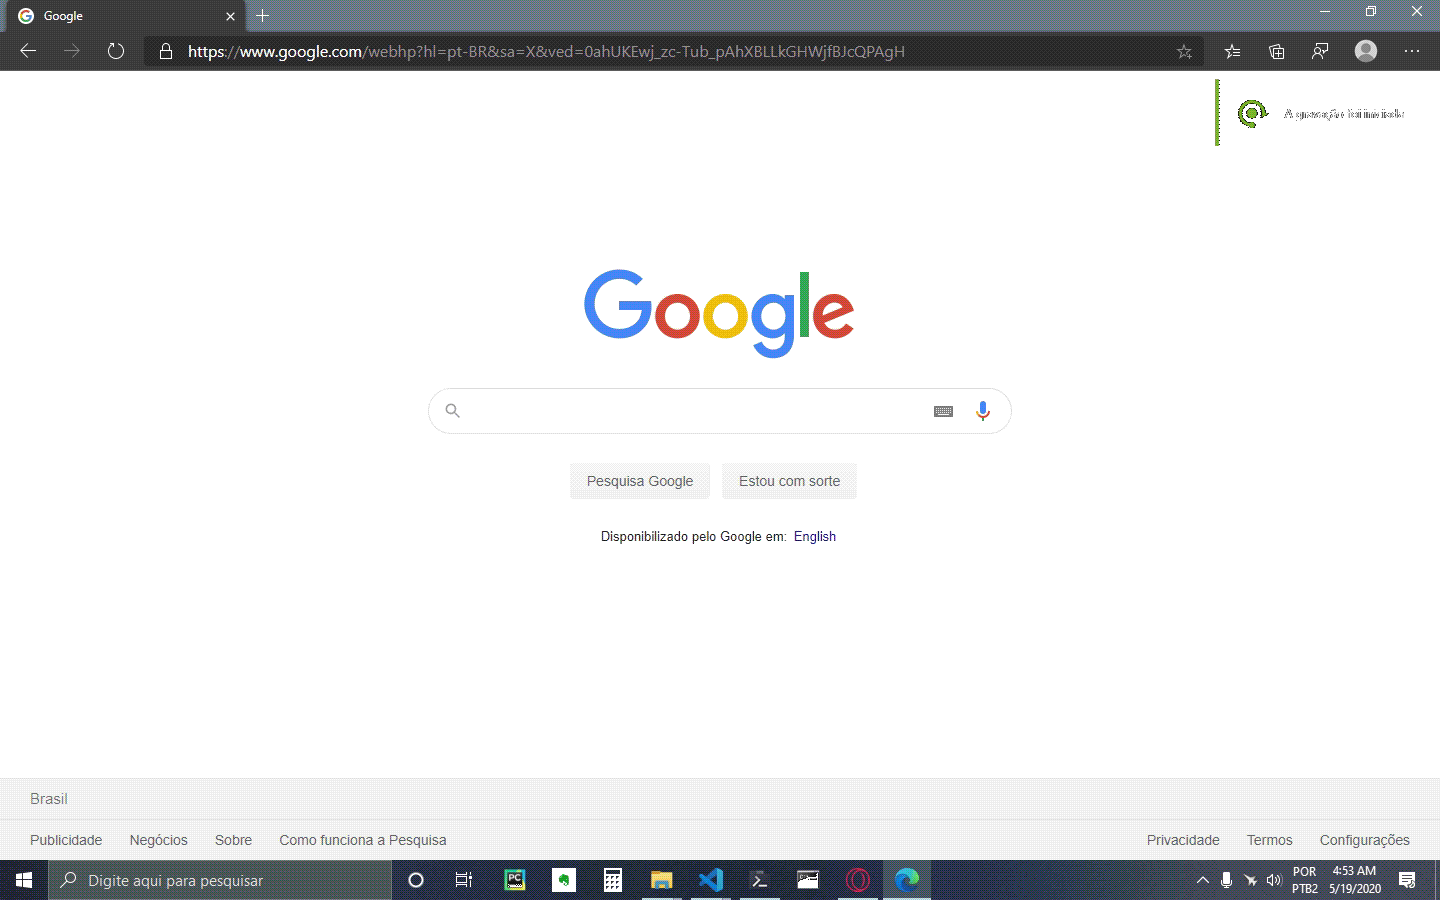 Google
https://www.google.com/webhp?hl=pt-BR&sa=X&ved=0ahUKEwj_zc-Tub_pAhXBLLkGHWjfBJcQPAgH
A gravação foi iniciada
Google
Pesquisa Google Estou com sorte
Disponibilizado pelo Google em: English
Brasil
Publicidade Negócios Sobre Como funciona a Pesquisa Privacidade Termos Configurações
Digite aqui para pesquisar
PC
POR 4:53 AM
PTB2 5/19/2020